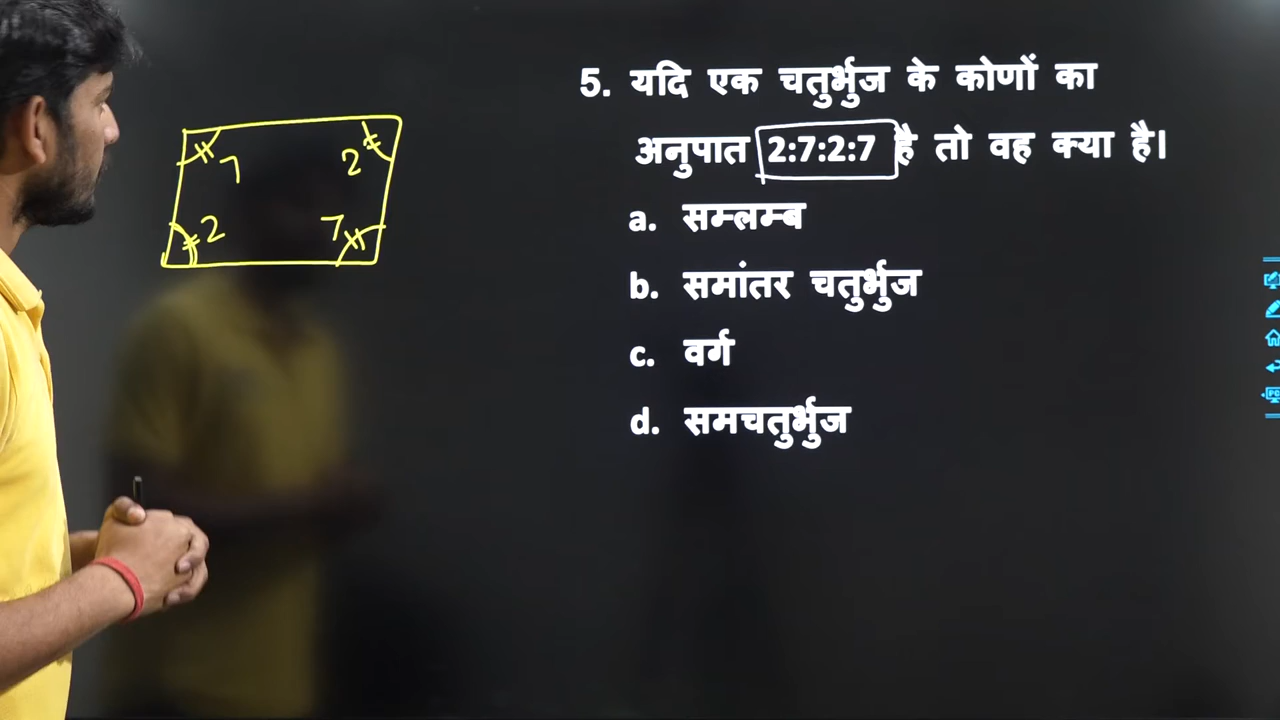 5. यदि एक चतुर्भुज के कोणों का
अनुपात 2:7:2:7 है तो वह क्या है।
a. सम्लम्ब
b. समांतर चतुर्भुज
c. वर्ग
d. समचतुर्भुज
7 2
2 7